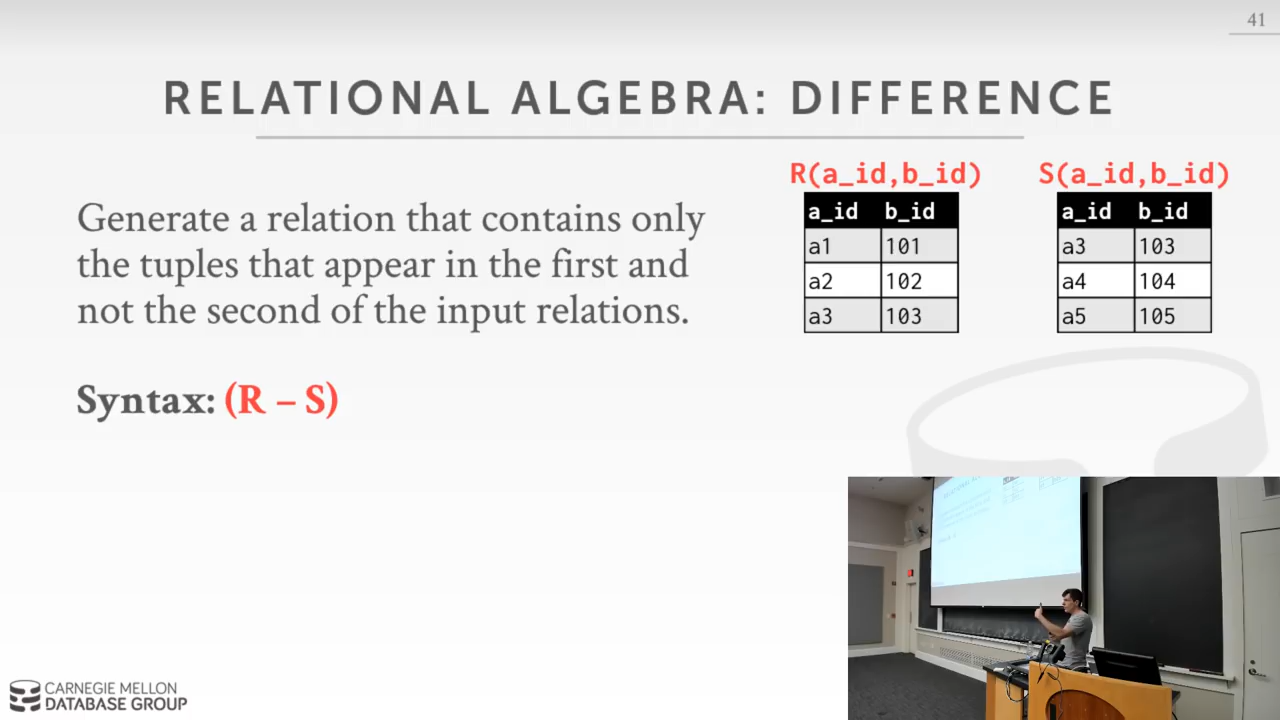 41
RELATIONAL ALGEBRA: DIFFERENCE
Generate a relation that contains only
the tuples that appear in the first and
not the second of the input relations.
Syntax: (R – S)
R(a_id,b_id)
a_id b_id
a1 101
a2 102
a3 103
S(a_id,b_id)
a_id b_id
a3 103
a4 104
a5 105
CARNEGIE MELLON
DATABASE GROUP